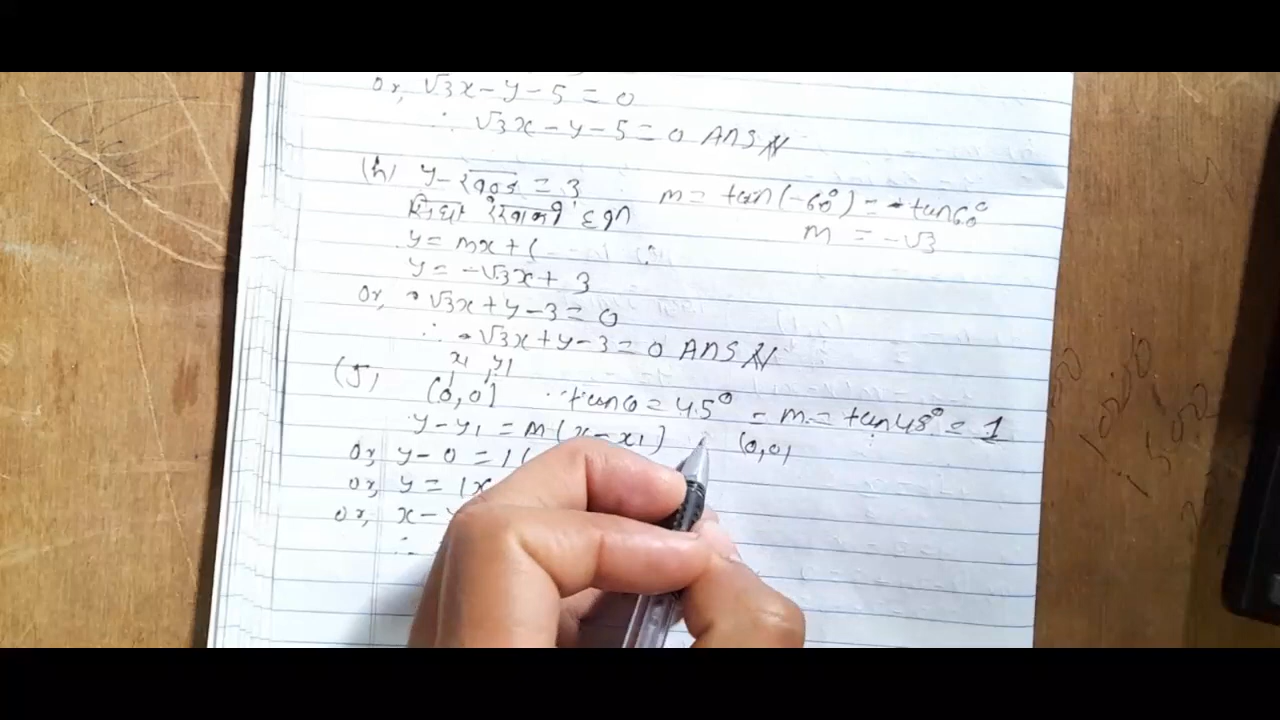 Or, √3x - y - 5 = 0
∴ √3x - y - 5 = 0 ANS
(h) y - = 3
m = tan(-60°) = -tan60°
m = -√3
y = mx + c
y = -√3x + 3
Or, √3x + y - 3 = 0
∴ √3x + y - 3 = 0 ANS
x1, y1
(0,0) tanθ = 45° = m = tan45° = 1
y - y1 = m(x - x1) (0,0)
Or, y - 0 = 1(
or, y = 1x
or, x -
∴